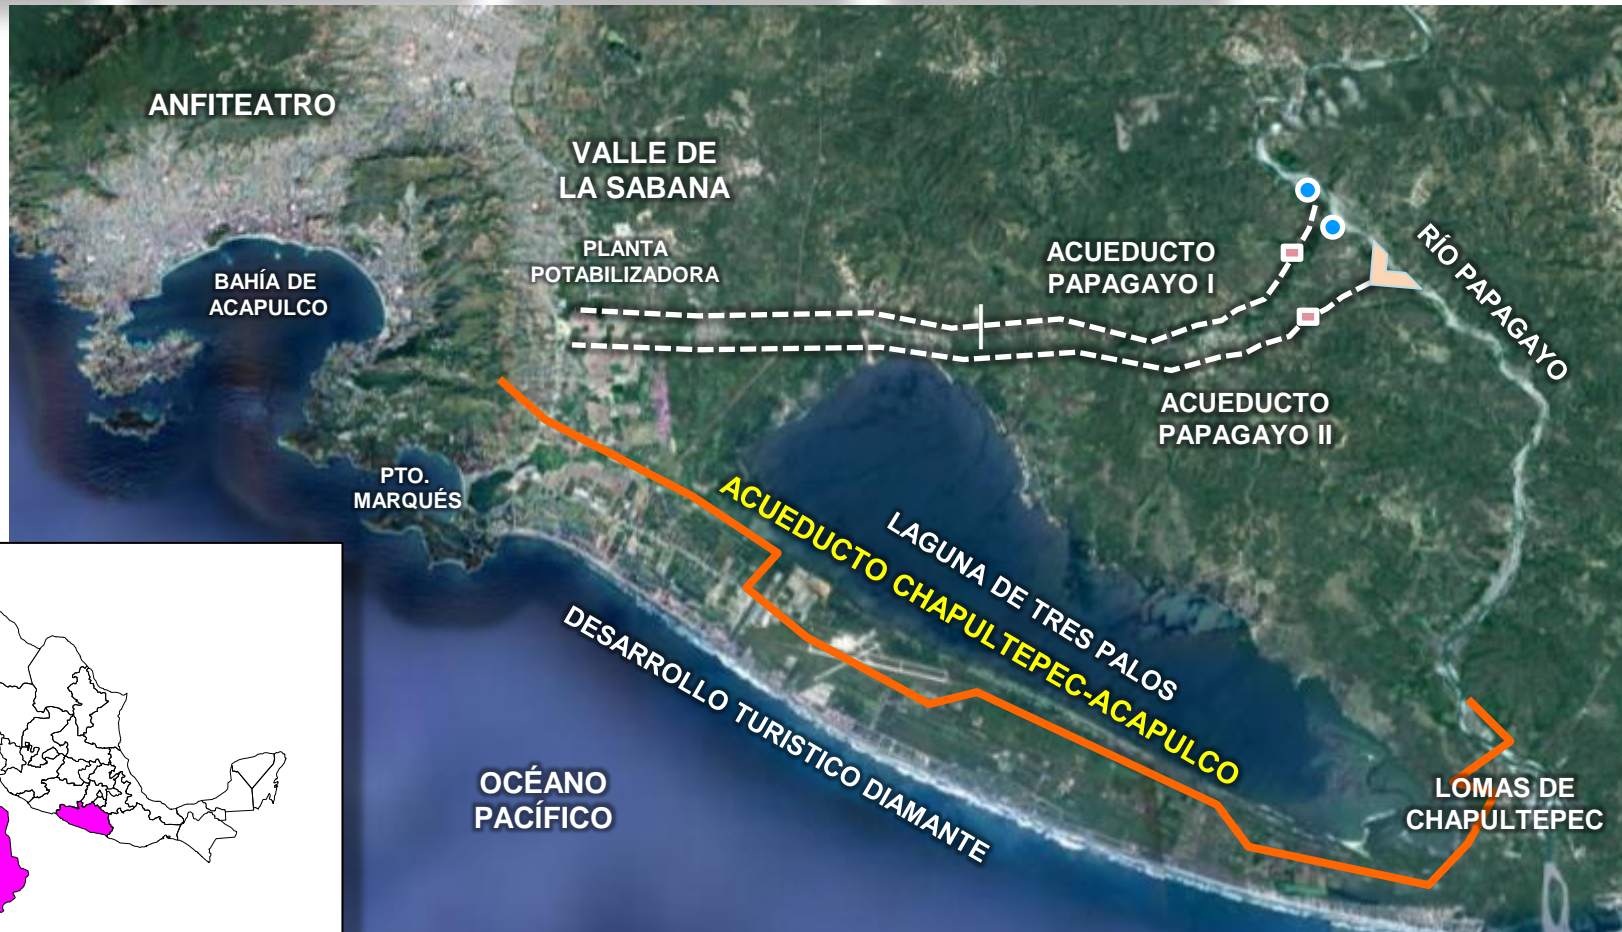 ANFITEATRO
VALLE DE
LA SABANA
PLANTA
POTABILIZADORA
BAHÍA DE
ACAPULCO
ACUEDUCTO
PAPAGAYO I
RÍO PAPAGAYO
ACUEDUCTO
PAPAGAYO II
PTO.
MARQUÉS
LAGUNA DE TRES PALOS
ACUEDUCTO CHAPULTEPEC-ACAPULCO
DESARROLLO TURISTICO DIAMANTE
OCÉANO
PACÍFICO
LOMAS DE
CHAPULTEPEC